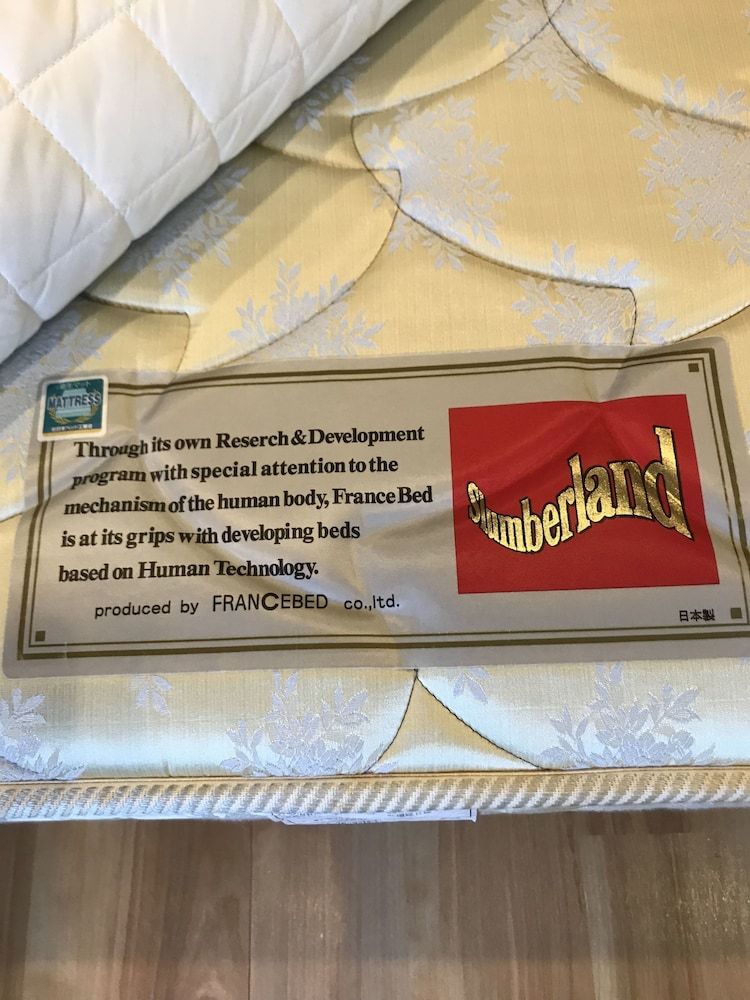 MATTRESS
Through its own Reserch & Development
program with special attention to the
mechanism of the human body, France Bed
is at its grips with developing beds
based on Human Technology.
produced by FRANCEBED co.,ltd.
Slumberland
日本製